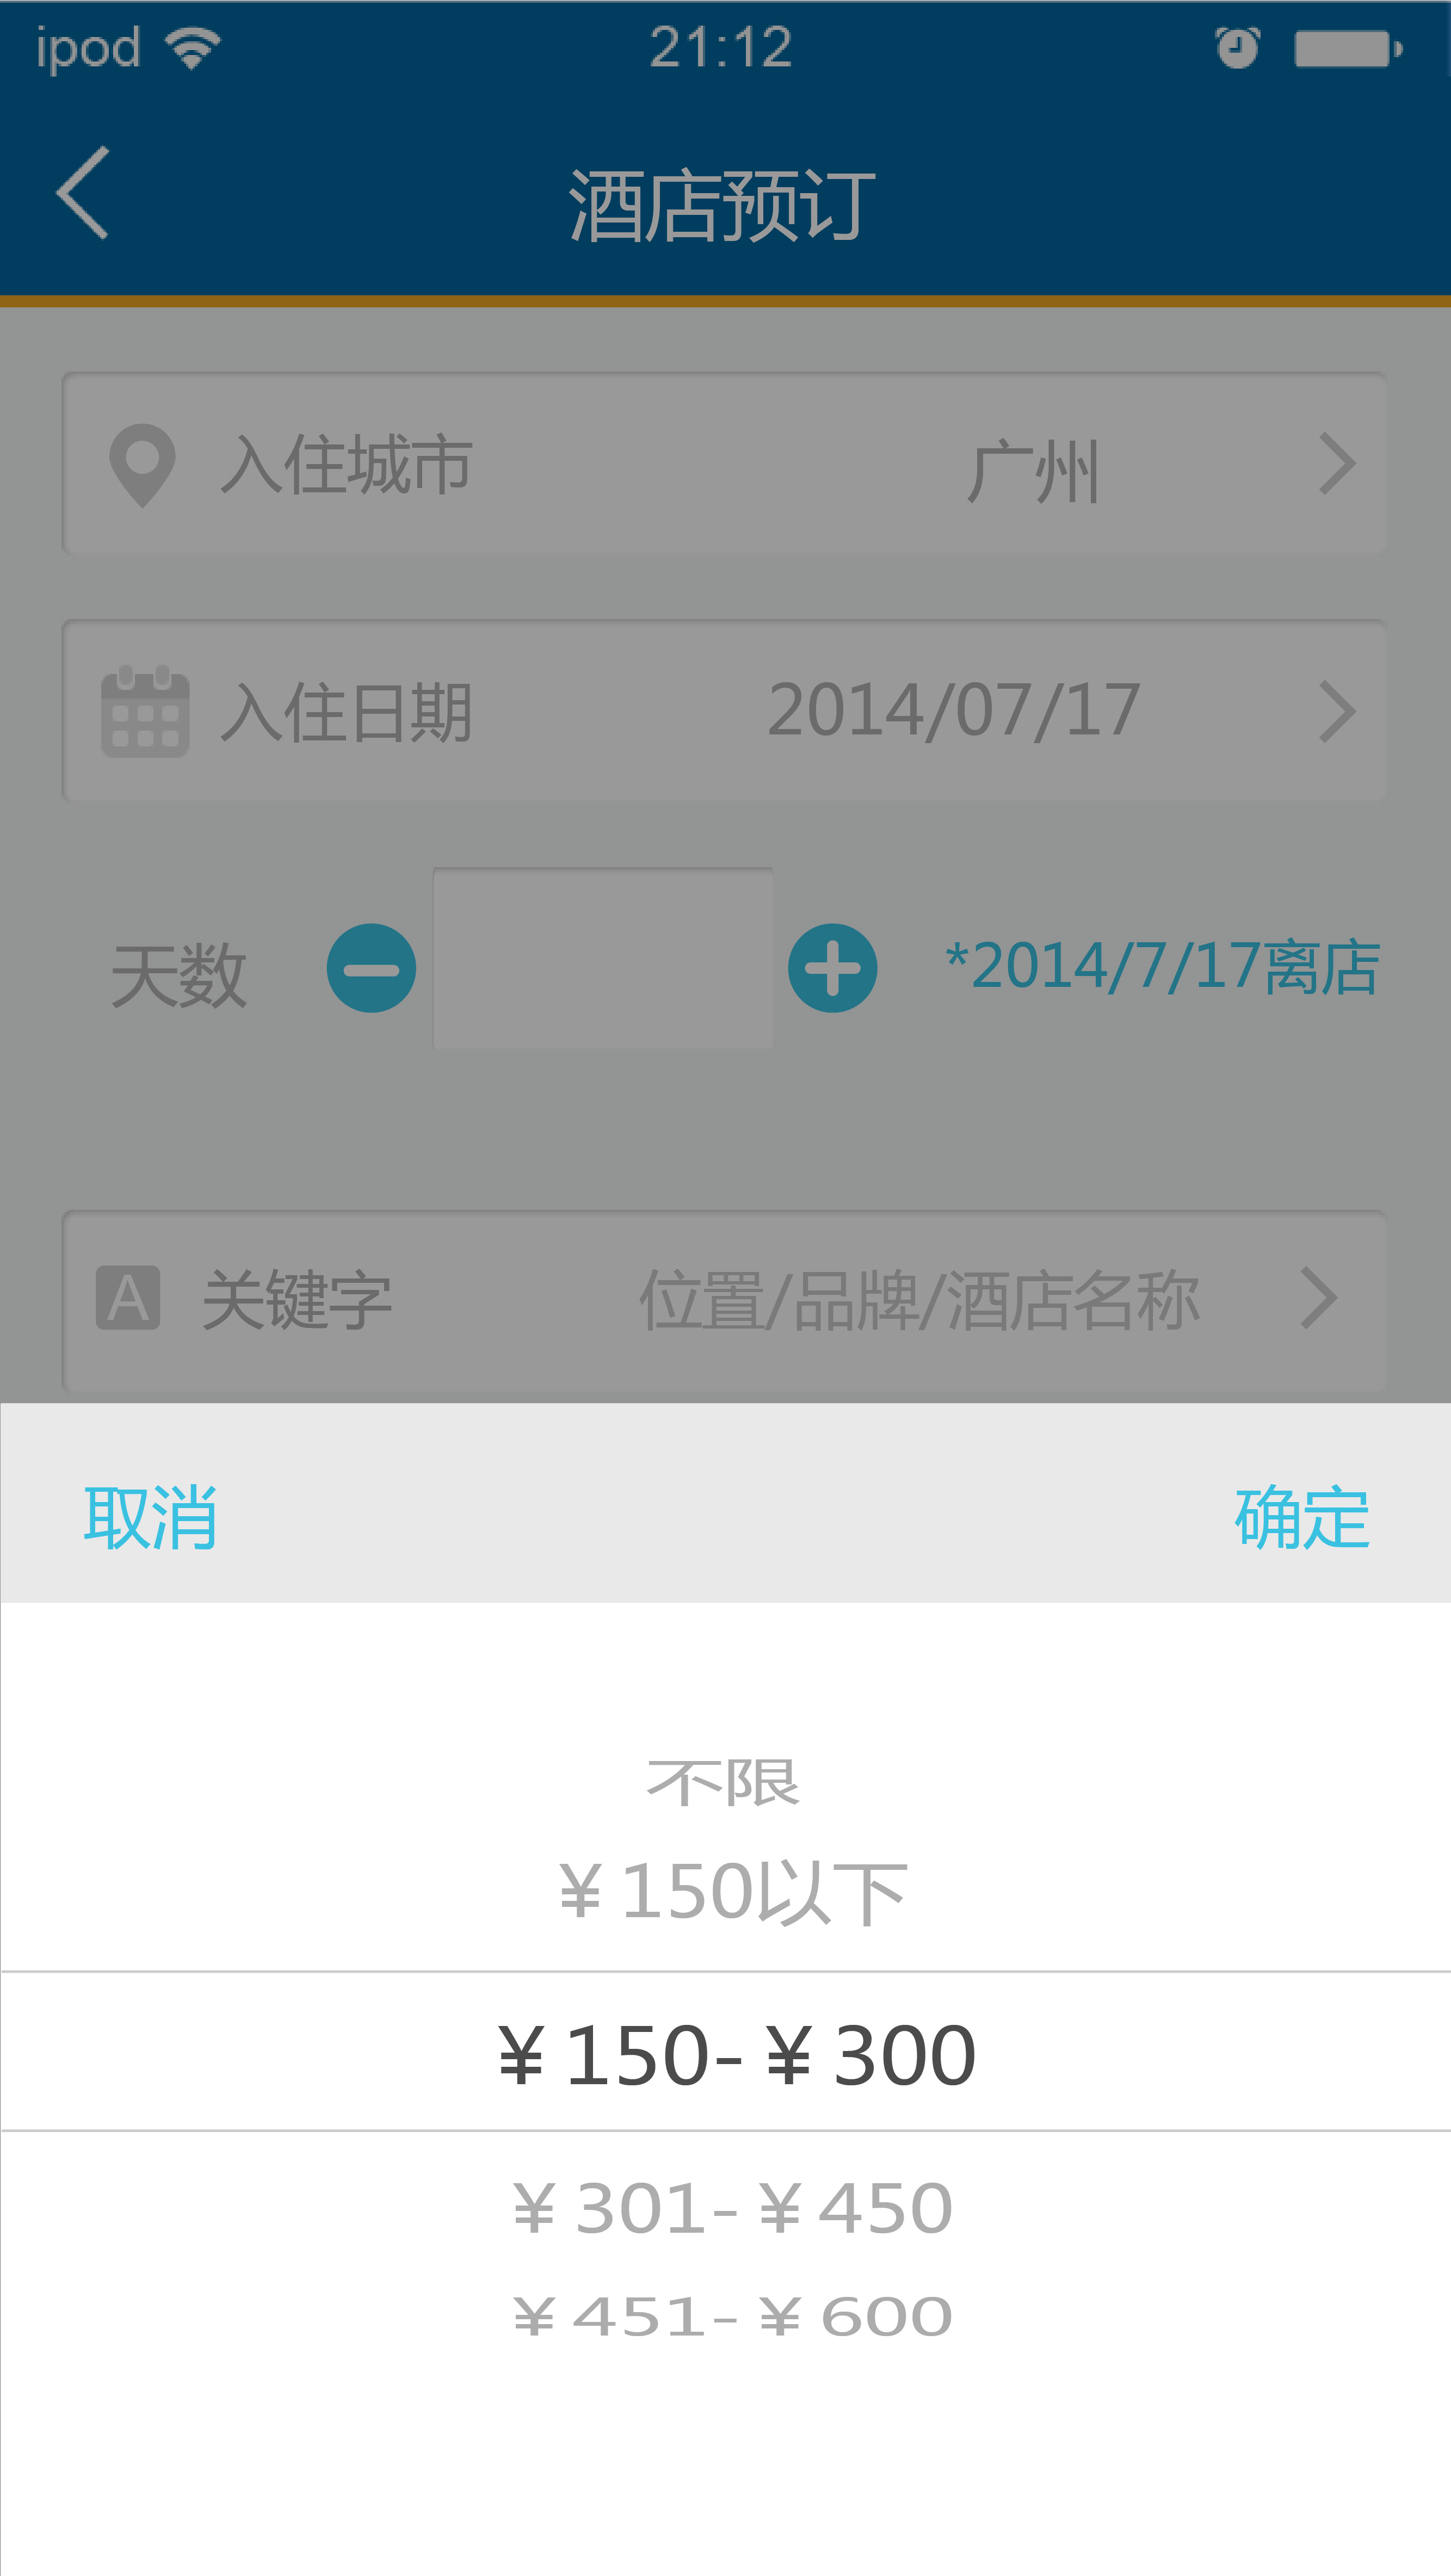 ipod 21:12
酒店预订
入住城市 广州
入住日期 2014/07/17
天数 *2014/7/17离店
A 关键字 位置/品牌/酒店名称
取消 确定
不限
¥150以下
¥150-¥300
¥301-¥450
¥451-¥600